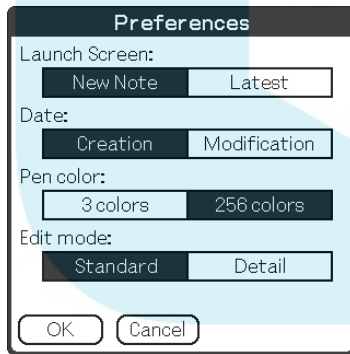 Preferences
Launch Screen:
New Note Latest
Date:
Creation Modification
Pen color:
3 colors 256 colors
Edit mode:
Standard Detail
OK Cancel